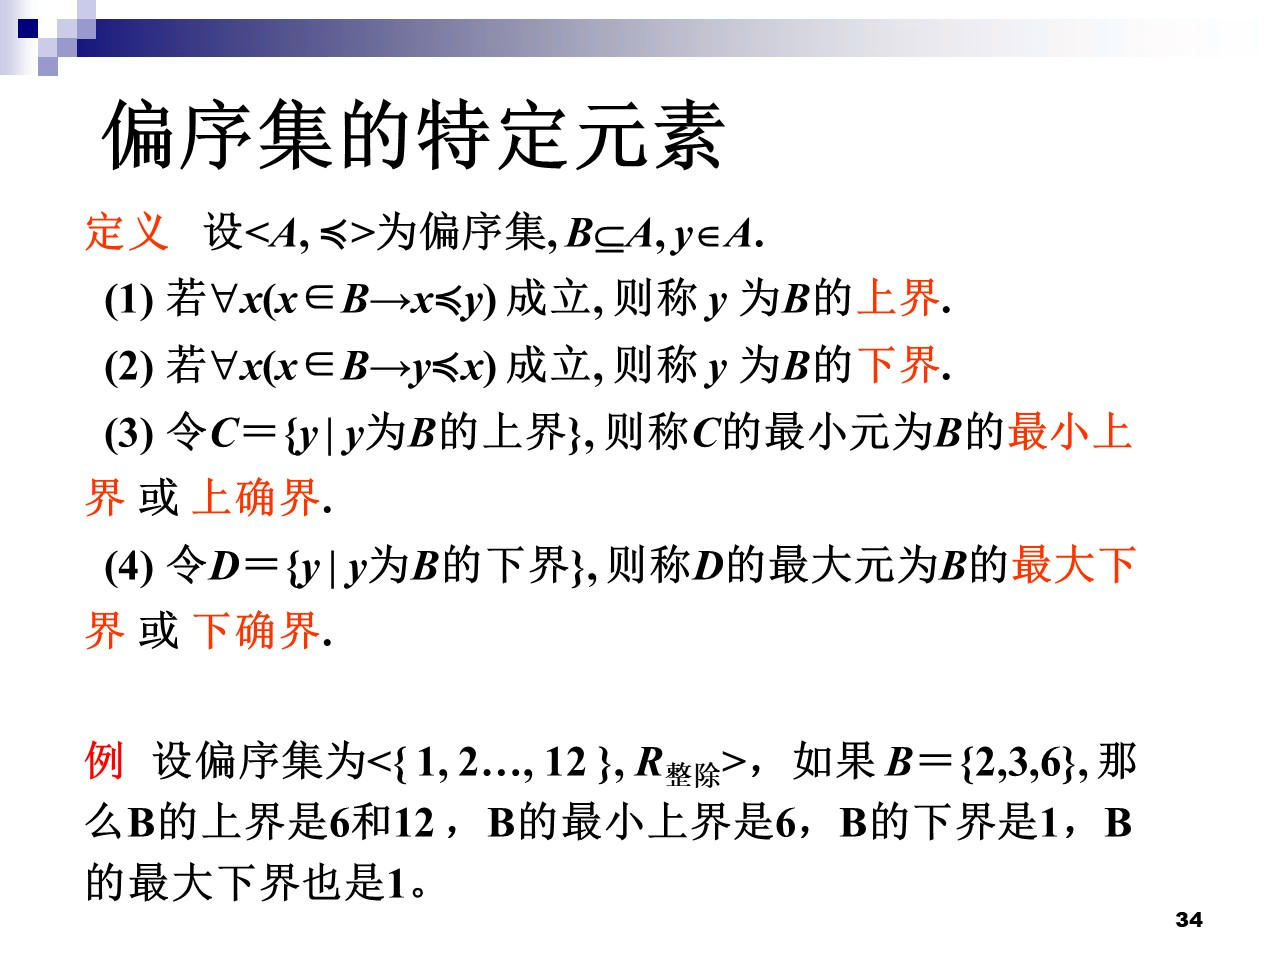 偏序集的特定元素
定义 设<A, ≼>为偏序集, B⊆A, y∈A.
(1) 若∀x(x∈B→x≼y) 成立, 则称 y 为B的上界.
(2) 若∀x(x∈B→y≼x) 成立, 则称 y 为B的下界.
(3) 令C＝{y | y为B的上界}, 则称C的最小元为B的最小上
界 或 上确界.
(4) 令D＝{y | y为B的下界}, 则称D的最大元为B的最大下
界 或 下确界.
例 设偏序集为<{ 1, 2…, 12 }, R整除>，如果 B＝{2,3,6}, 那
么B的上界是6和12 ，B的最小上界是6，B的下界是1，B
的最大下界也是1。
34